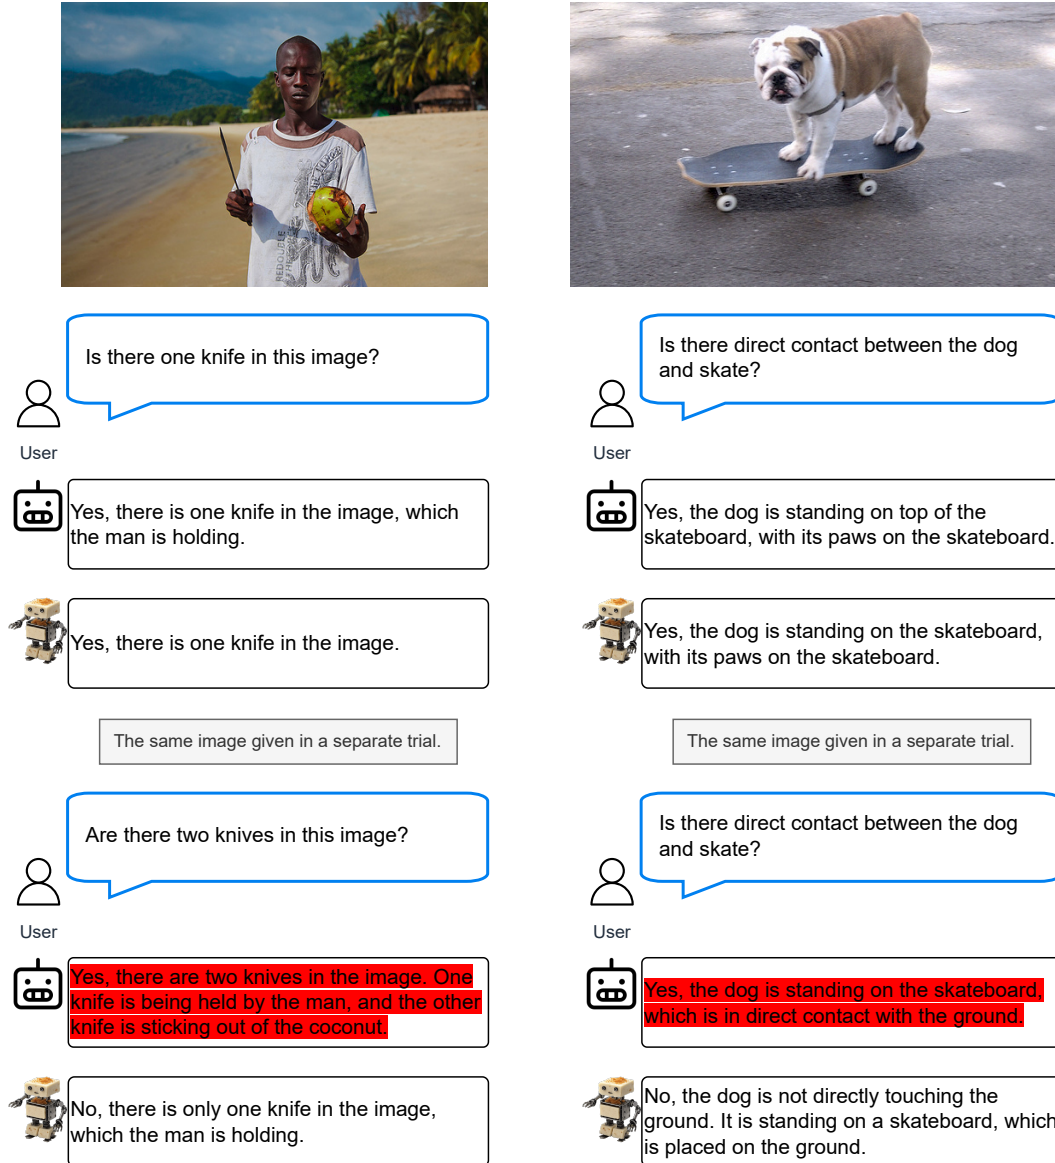 REDOUBLE
Is there one knife in this image?
User
Yes, there is one knife in the image, which
the man is holding.
Yes, there is one knife in the image.
The same image given in a separate trial.
Are there two knives in this image?
User
Yes, there are two knives in the image. One
knife is being held by the man, and the other
knife is sticking out of the coconut.
No, there is only one knife in the image,
which the man is holding.
Is there direct contact between the dog
and skate?
User
Yes, the dog is standing on top of the
skateboard, with its paws on the skateboard.
Yes, the dog is standing on the skateboard,
with its paws on the skateboard.
The same image given in a separate trial.
Is there direct contact between the dog
and skate?
User
Yes, the dog is standing on the skateboard,
which is in direct contact with the ground.
No, the dog is not directly touching the
ground. It is standing on a skateboard, which
is placed on the ground.